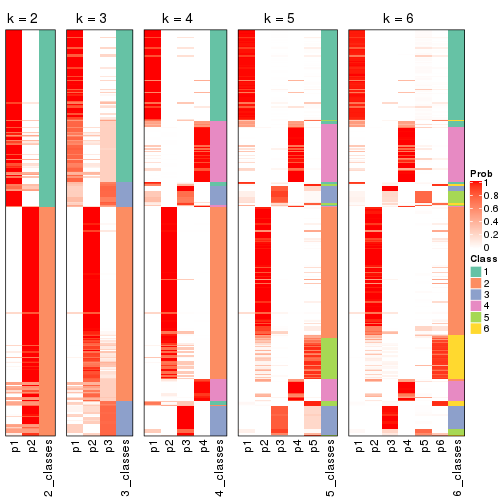 k = 2
k = 3
k = 4
k = 5
k = 6
p1
p2
2_classes
p1
p2
p3
3_classes
p1
p2
p3
p4
4_classes
p1
p2
p3
p4
p5
5_classes
p1
p2
p3
p4
p5
p6
6_classes
Prob
1
0.8
0.6
0.4
0.2
0
Class
1
2
3
4
5
6